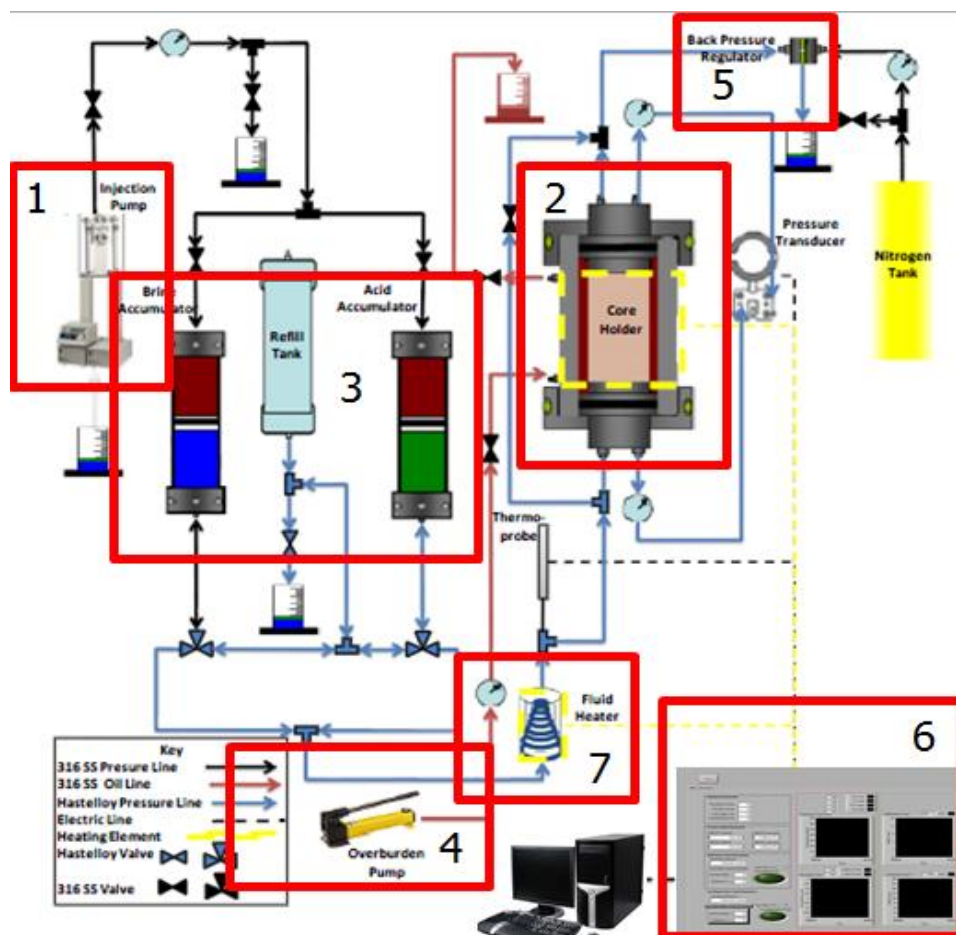 Back Pressure
Regulator
5
1
Injection
Pump
2
Pressure
Transducer
Nitrogen
Tank
Brine
Accumulator
Acid
Accumulator
Refill
Tank
3
Core
Holder
Thermo-
probe
Fluid
Heater
7
6
Key
316 SS Presure Line
316 SS Oil Line
Hastelloy Pressure Line
Electric Line
Heating Element
Hastelloy Valve
316 SS Valve
4
Overburden
Pump